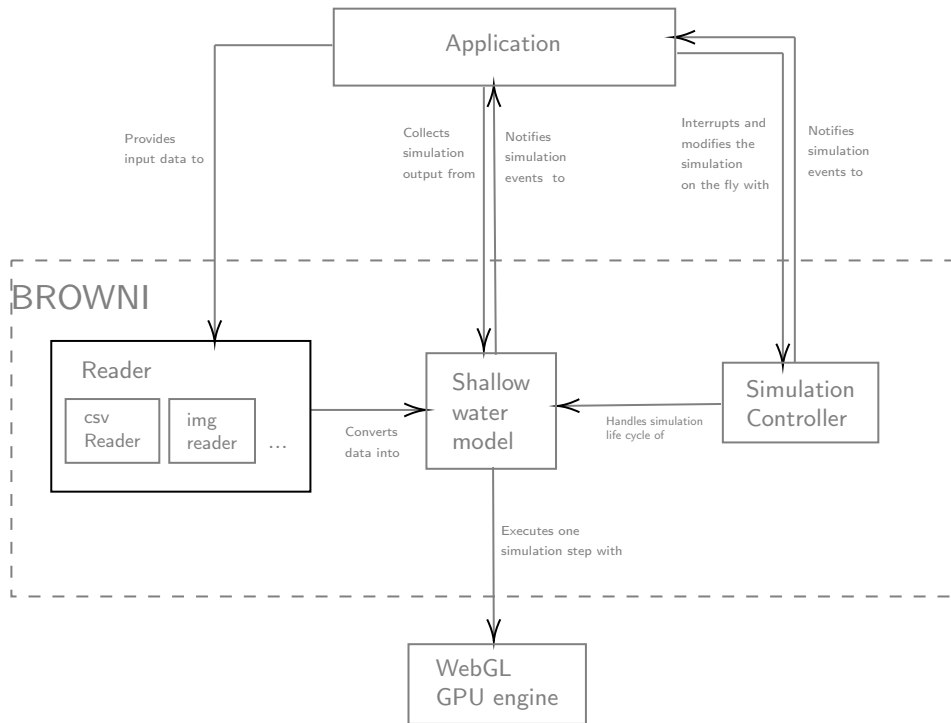 Application
Provides
input data to
Collects
simulation
output from
Notifies
simulation
events to
Interrupts and
modifies the
simulation
on the fly with
Notifies
simulation
events to
BROWNI
Reader
csv
Reader
img
reader
...
Converts
data into
Shallow
water
model
Handles simulation
life cycle of
Simulation
Controller
Executes one
simulation step with
WebGL
GPU engine